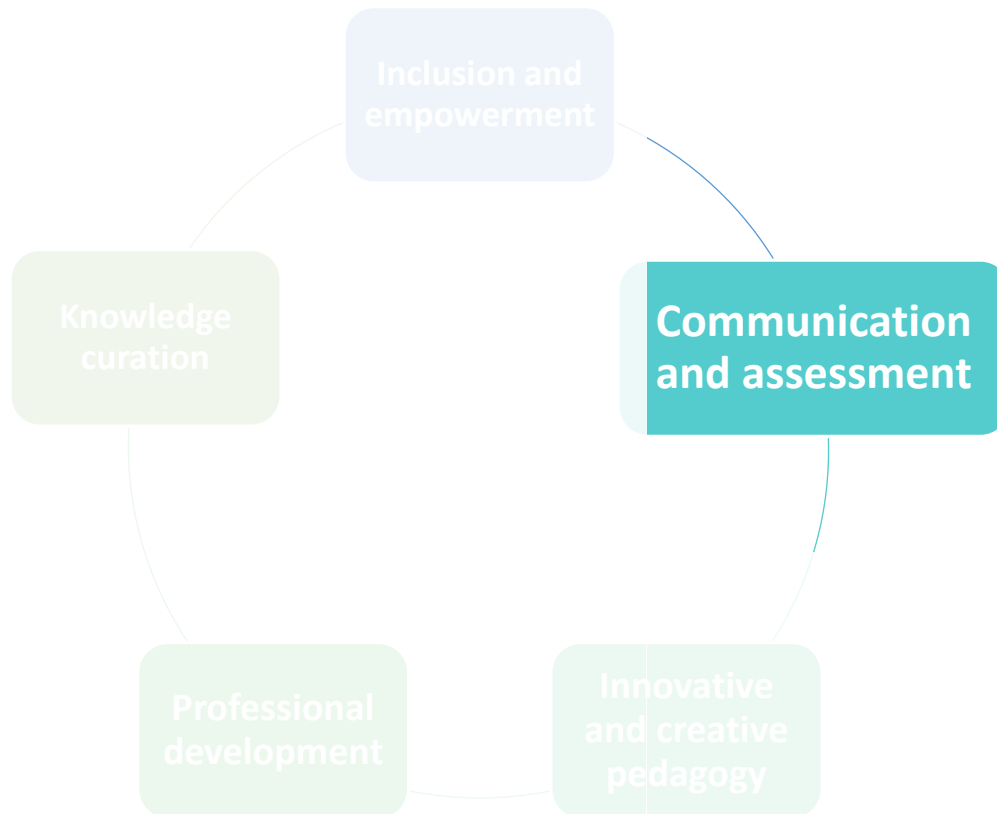 Inclusion and
empowerment
Communication
and assessment
Knowledge
curation
Innovative
and creative
pedagogy
Professional
development